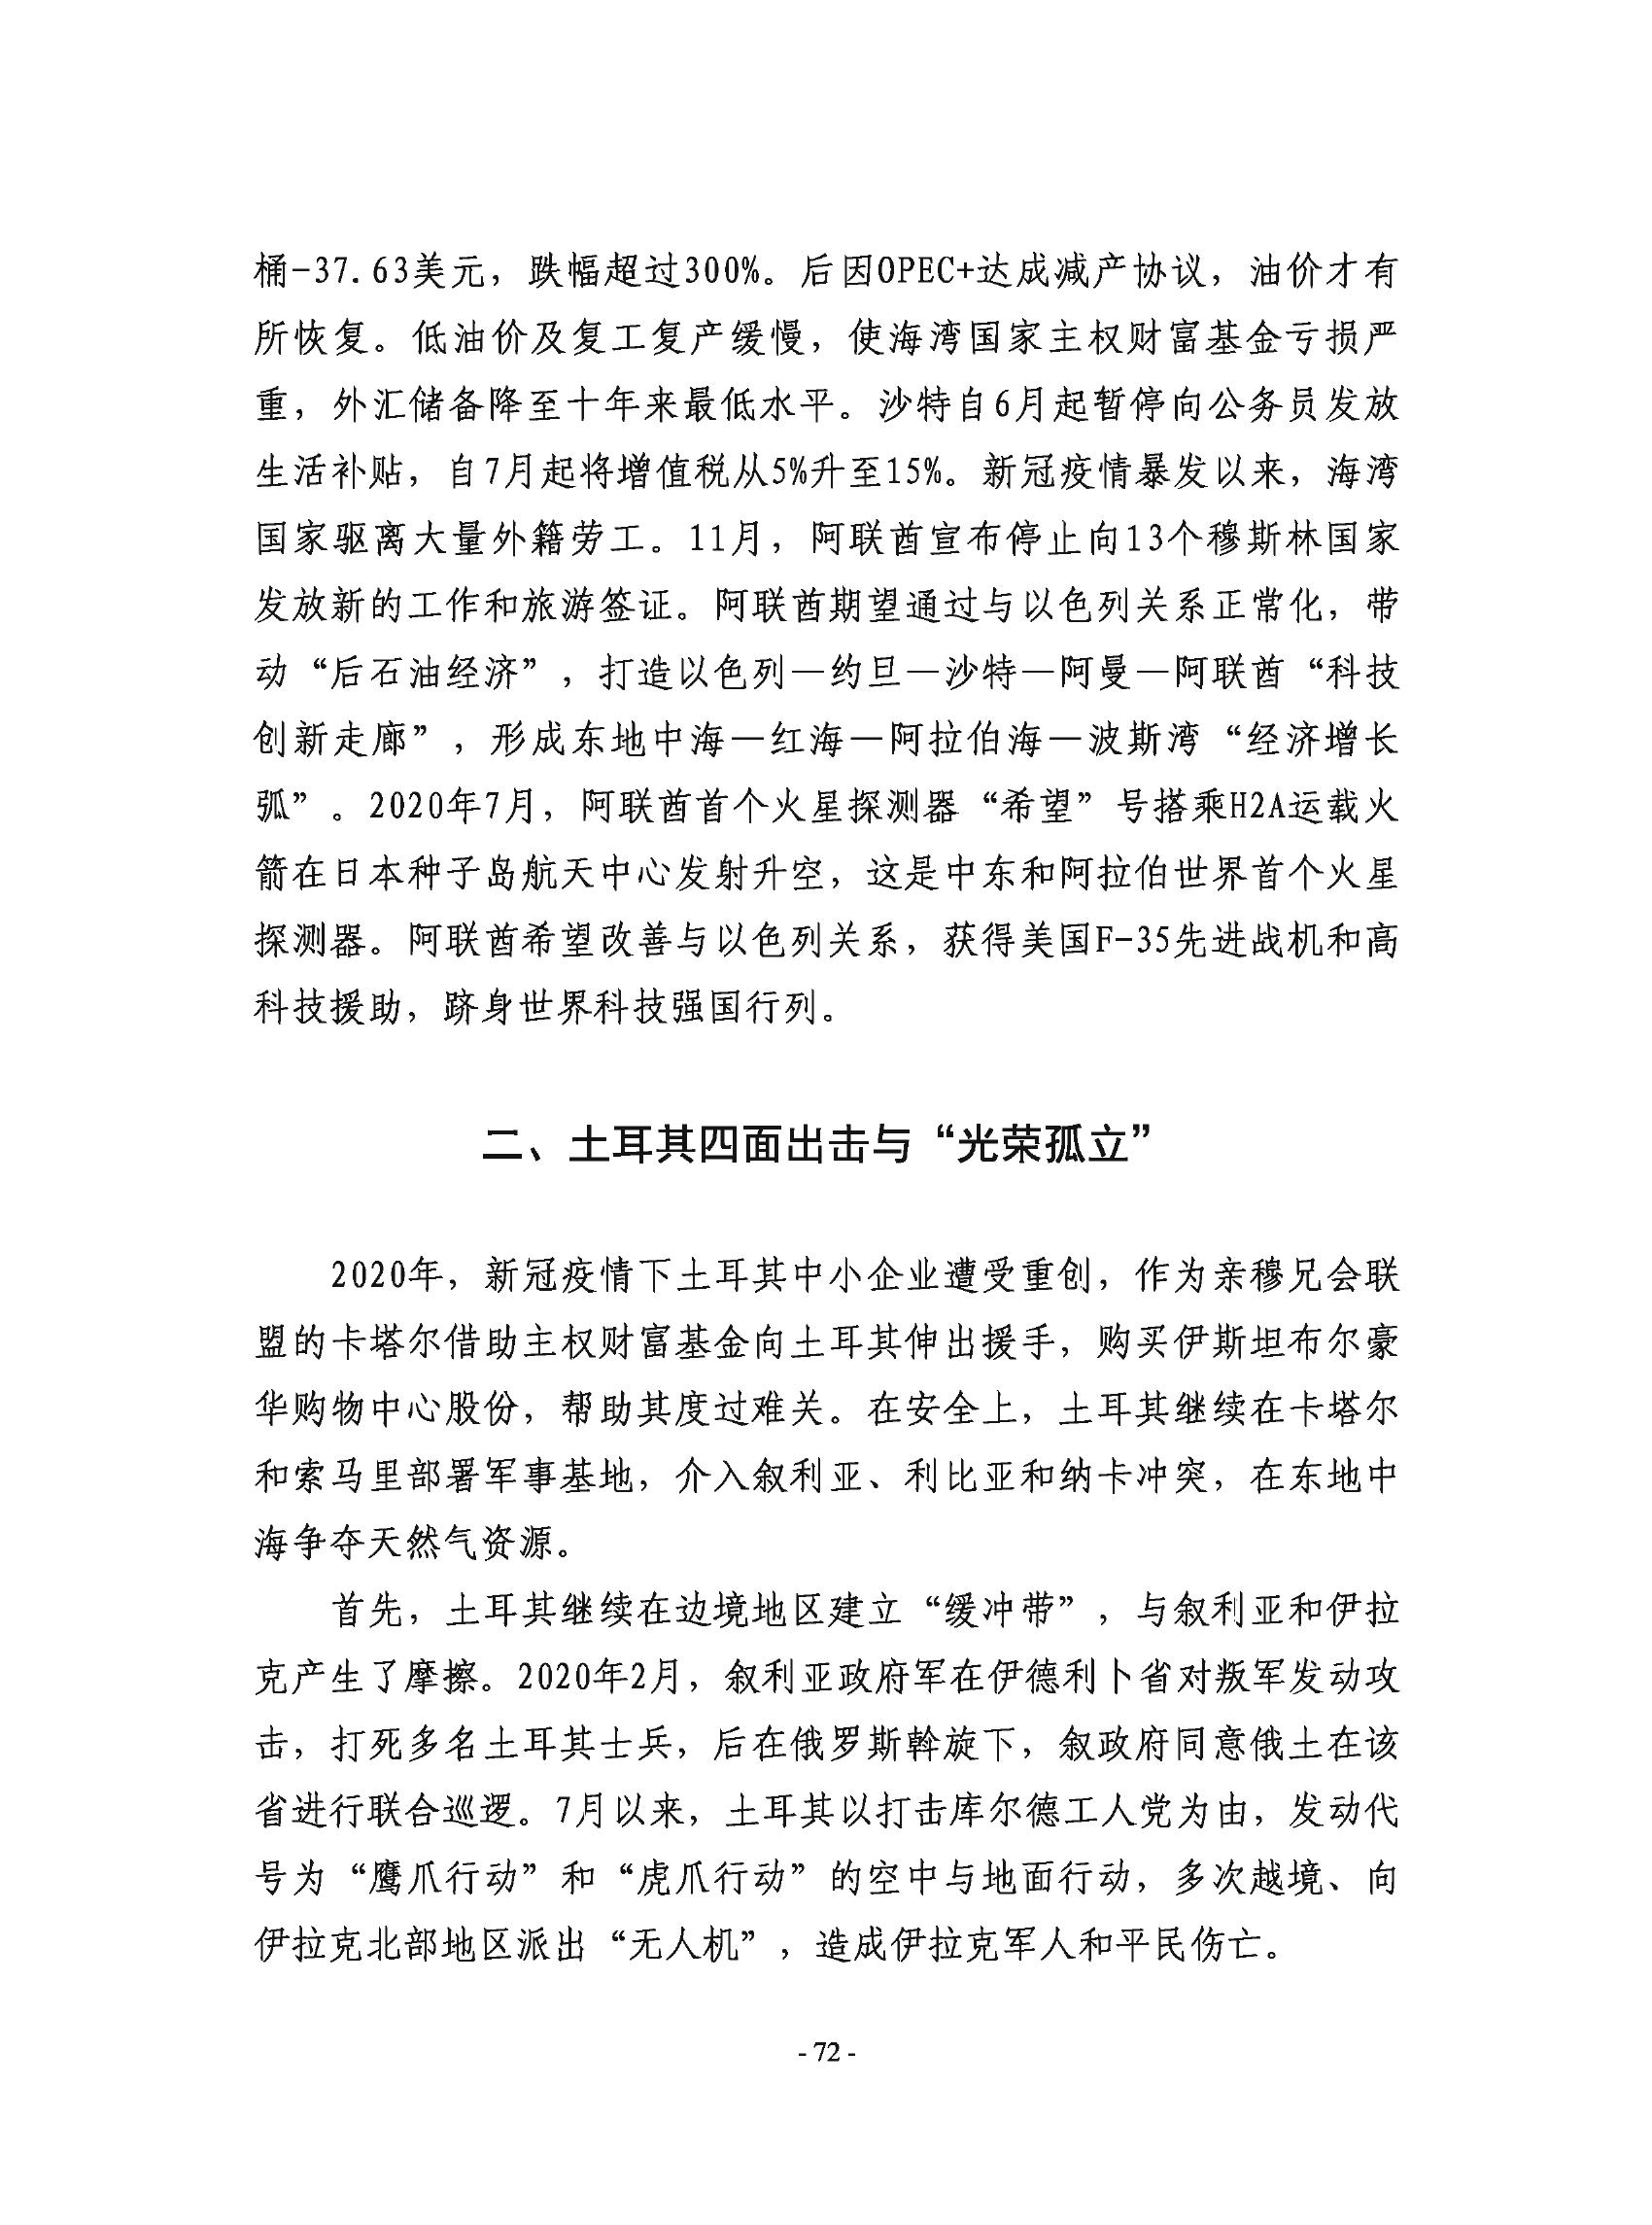 桶-37.63美元，跌幅超过300%。后因OPEC+达成减产协议，油价才有
所恢复。低油价及复工复产缓慢，使海湾国家主权财富基金亏损严
重，外汇储备降至十年来最低水平。沙特自6月起暂停向公务员发放
生活补贴，自7月起将增值税从5%升至15%。新冠疫情暴发以来，海湾
国家驱离大量外籍劳工。11月，阿联酋宣布停止向13个穆斯林国家
发放新的工作和旅游签证。阿联酋期望通过与以色列关系正常化，带
动“后石油经济”，打造以色列—约旦—沙特—阿曼—阿联酋“科技
创新走廊”，形成东地中海—红海—阿拉伯海—波斯湾“经济增长
弧”。2020年7月，阿联酋首个火星探测器“希望”号搭乘H2A运载火
箭在日本种子岛航天中心发射升空，这是中东和阿拉伯世界首个火星
探测器。阿联酋希望改善与以色列关系，获得美国F-35先进战机和高
科技援助，跻身世界科技强国行列。
二、土耳其四面出击与“光荣孤立”
2020年，新冠疫情下土耳其中小企业遭受重创，作为亲穆兄会联
盟的卡塔尔借助主权财富基金向土耳其伸出援手，购买伊斯坦布尔豪
华购物中心股份，帮助其度过难关。在安全上，土耳其继续在卡塔尔
和索马里部署军事基地，介入叙利亚、利比亚和纳卡冲突，在东地中
海争夺天然气资源。
首先，土耳其继续在边境地区建立“缓冲带”，与叙利亚和伊拉
克产生了摩擦。2020年2月，叙利亚政府军在伊德利卜省对叛军发动攻
击，打死多名土耳其士兵，后在俄罗斯斡旋下，叙政府同意俄土在该
省进行联合巡逻。7月以来，土耳其以打击库尔德工人党为由，发动代
号为“鹰爪行动”和“虎爪行动”的空中与地面行动，多次越境、向
伊拉克北部地区派出“无人机”，造成伊拉克军人和平民伤亡。
- 72 -